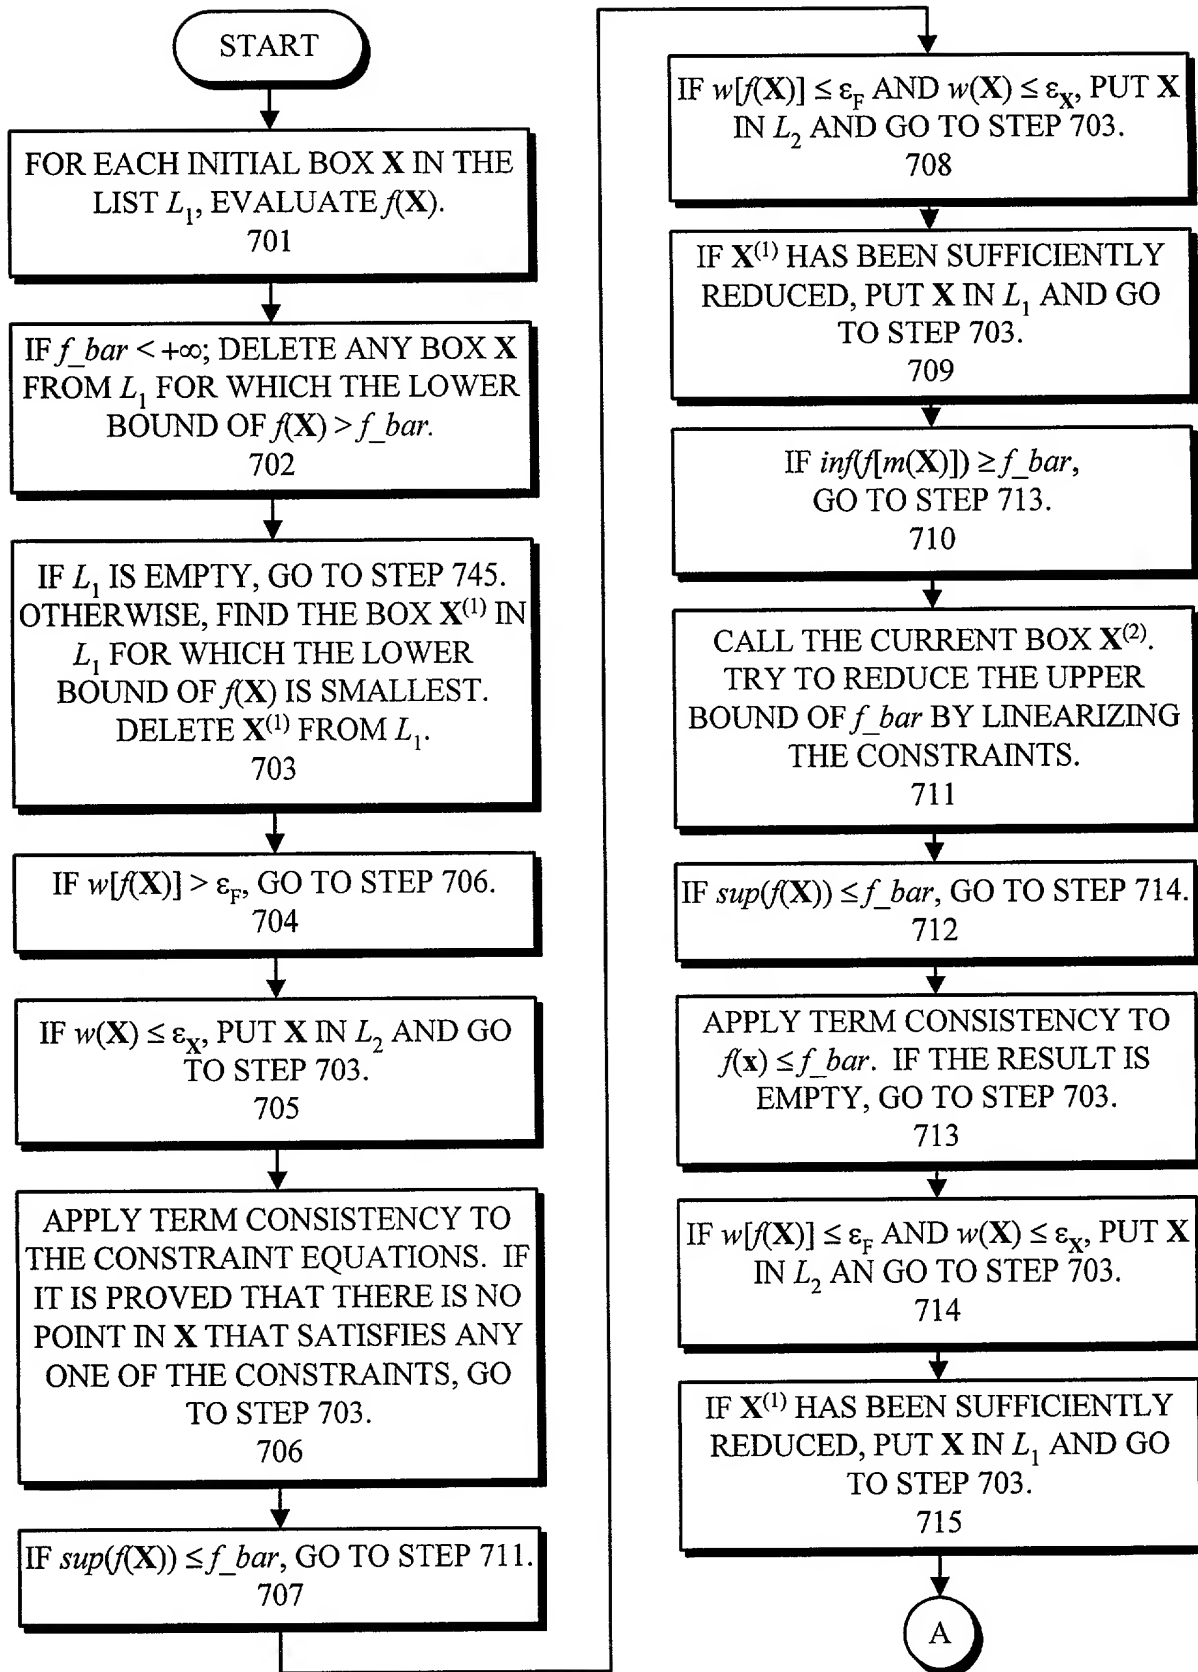 START
FOR EACH INITIAL BOX X IN THE
LIST L₁, EVALUATE f(X).
701
IF f_bar < +∞; DELETE ANY BOX X
FROM L₁ FOR WHICH THE LOWER
BOUND OF f(X) > f_bar.
702
IF L₁ IS EMPTY, GO TO STEP 745.
OTHERWISE, FIND THE BOX X⁽¹⁾ IN
L₁ FOR WHICH THE LOWER
BOUND OF f(X) IS SMALLEST.
DELETE X⁽¹⁾ FROM L₁.
703
IF w[f(X)] > ε_F, GO TO STEP 706.
704
IF w(X) ≤ ε_X, PUT X IN L₂ AND GO
TO STEP 703.
705
APPLY TERM CONSISTENCY TO
THE CONSTRAINT EQUATIONS. IF
IT IS PROVED THAT THERE IS NO
POINT IN X THAT SATISFIES ANY
ONE OF THE CONSTRAINTS, GO
TO STEP 703.
706
IF sup(f(X)) ≤ f_bar, GO TO STEP 711.
707
IF w[f(X)] ≤ ε_F AND w(X) ≤ ε_X, PUT X
IN L₂ AND GO TO STEP 703.
708
IF X⁽¹⁾ HAS BEEN SUFFICIENTLY
REDUCED, PUT X IN L₁ AND GO
TO STEP 703.
709
IF inf(f[m(X)]) ≥ f_bar,
GO TO STEP 713.
710
CALL THE CURRENT BOX X⁽²⁾.
TRY TO REDUCE THE UPPER
BOUND OF f_bar BY LINEARIZING
THE CONSTRAINTS.
711
IF sup(f(X)) ≤ f_bar, GO TO STEP 714.
712
APPLY TERM CONSISTENCY TO
f(x) ≤ f_bar. IF THE RESULT IS
EMPTY, GO TO STEP 703.
713
IF w[f(X)] ≤ ε_F AND w(X) ≤ ε_X, PUT X
IN L₂ AN GO TO STEP 703.
714
IF X⁽¹⁾ HAS BEEN SUFFICIENTLY
REDUCED, PUT X IN L₁ AND GO
TO STEP 703.
715
A